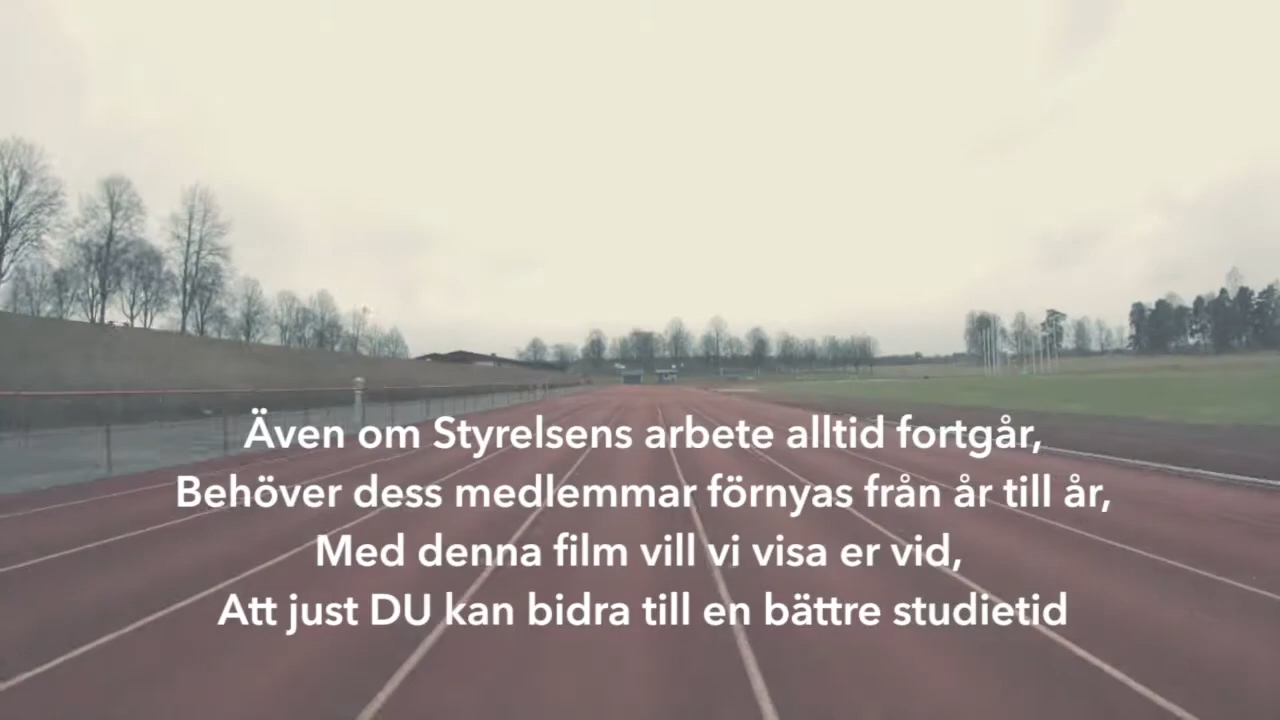 Även om Styrelsens arbete alltid fortgår,
Behöver dess medlemmar förnyas från år till år,
Med denna film vill vi visa er vid,
Att just DU kan bidra till en bättre studietid